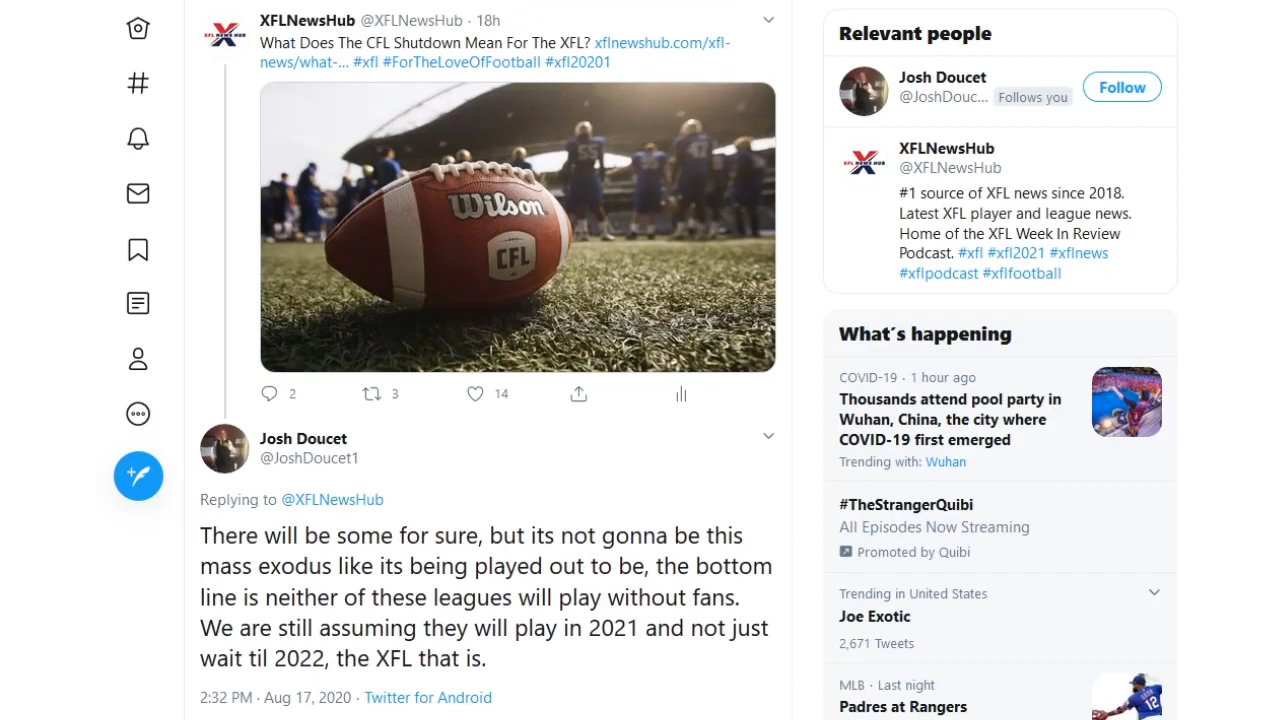 XFLNewsHub @XFLNewsHub · 18h
What Does The CFL Shutdown Mean For The XFL? xflnewshub.com/xfl-
news/what-... #xfl #ForTheLoveOfFootball #xfl20201
Wilson
CFL
55
47
2
3
14
Josh Doucet
@JoshDoucet1
Replying to @XFLNewsHub
There will be some for sure, but its not gonna be this
mass exodus like its being played out to be, the bottom
line is neither of these leagues will play without fans.
We are still assuming they will play in 2021 and not just
wait til 2022, the XFL that is.
2:32 PM · Aug 17, 2020 · Twitter for Android
Relevant people
Josh Doucet
@JoshDouc... Follows you
Follow
XFL NEWS HUB
XFLNewsHub
@XFLNewsHub
#1 source of XFL news since 2018.
Latest XFL player and league news.
Home of the XFL Week In Review
Podcast. #xfl #xfl2021 #xflnews
#xflpodcast #xflfootball
What's happening
COVID-19 · 1 hour ago
Thousands attend pool party in
Wuhan, China, the city where
COVID-19 first emerged
Trending with: Wuhan
#TheStrangerQuibi
All Episodes Now Streaming
Promoted by Quibi
Trending in United States
Joe Exotic
2,671 Tweets
MLB · Last night
Padres at Rangers
12